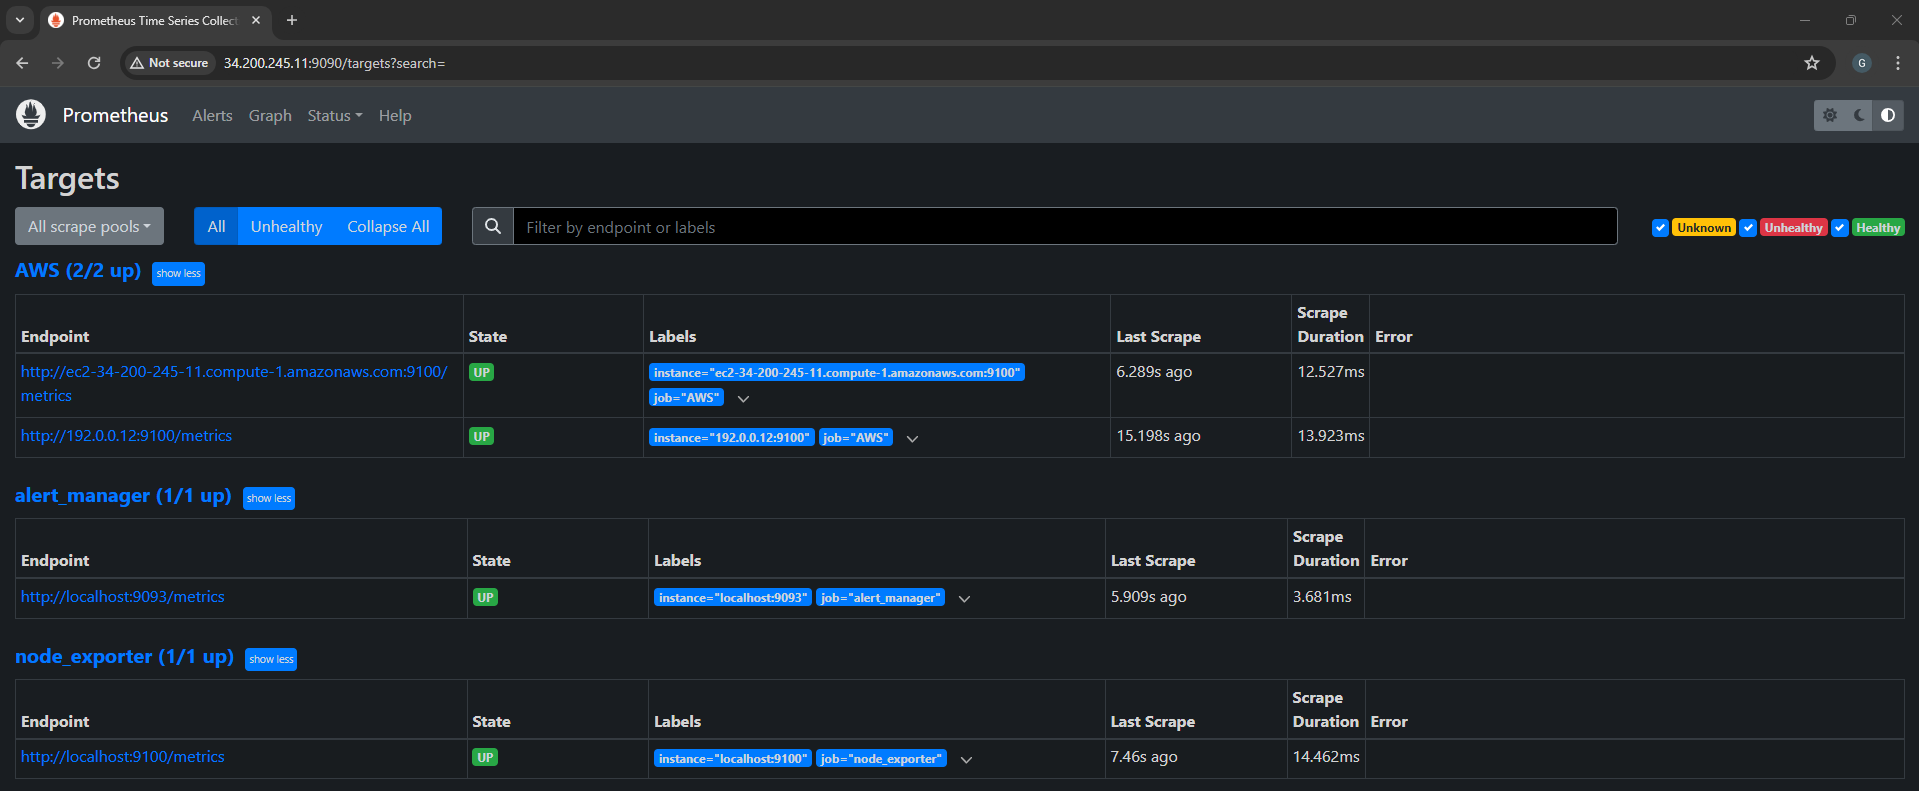 Prometheus Time Series Collect
Not secure
34.200.245.11:9090/targets?search=
G
Prometheus
Alerts
Graph
Status
Help
Targets
All scrape pools
All
Unhealthy
Collapse All
Filter by endpoint or labels
Unknown
Unhealthy
Healthy
AWS (2/2 up)
show less
Endpoint
State
Labels
Last Scrape
Scrape
Duration
Error
http://ec2-34-200-245-11.compute-1.amazonaws.com:9100/
metrics
UP
instance="ec2-34-200-245-11.compute-1.amazonaws.com:9100"
job="AWS"
6.289s ago
12.527ms
http://192.0.0.12:9100/metrics
UP
instance="192.0.0.12:9100"
job="AWS"
15.198s ago
13.923ms
alert_manager (1/1 up)
show less
Endpoint
State
Labels
Last Scrape
Scrape
Duration
Error
http://localhost:9093/metrics
UP
instance="localhost:9093"
job="alert_manager"
5.909s ago
3.681ms
node_exporter (1/1 up)
show less
Endpoint
State
Labels
Last Scrape
Scrape
Duration
Error
http://localhost:9100/metrics
UP
instance="localhost:9100"
job="node_exporter"
7.46s ago
14.462ms